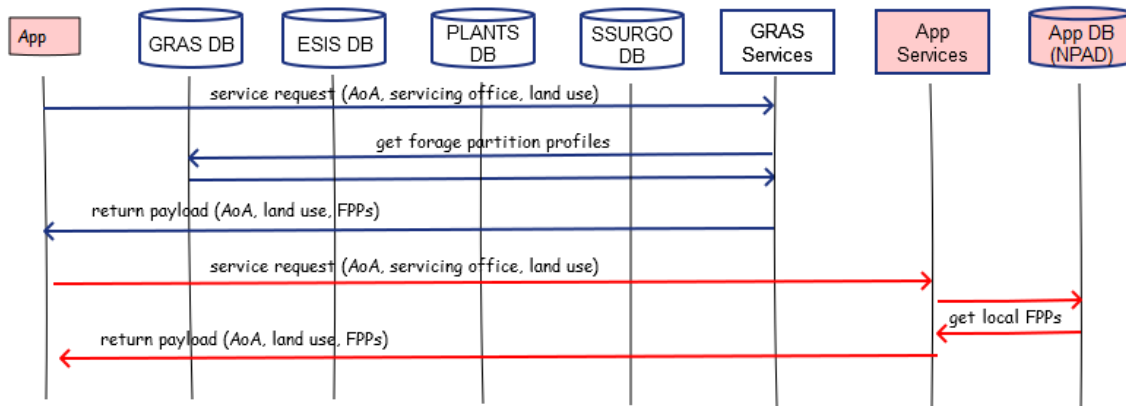 App
GRAS DB
ESIS DB
PLANTS
DB
SSURGO
DB
GRAS
Services
App
Services
App DB
(NPAD)
service request (AoA, servicing office, land use)
get forage partition profiles
return payload (AoA, land use, FPPs)
service request (AoA, servicing office, land use)
get local FPPs
return payload (AoA, land use, FPPs)